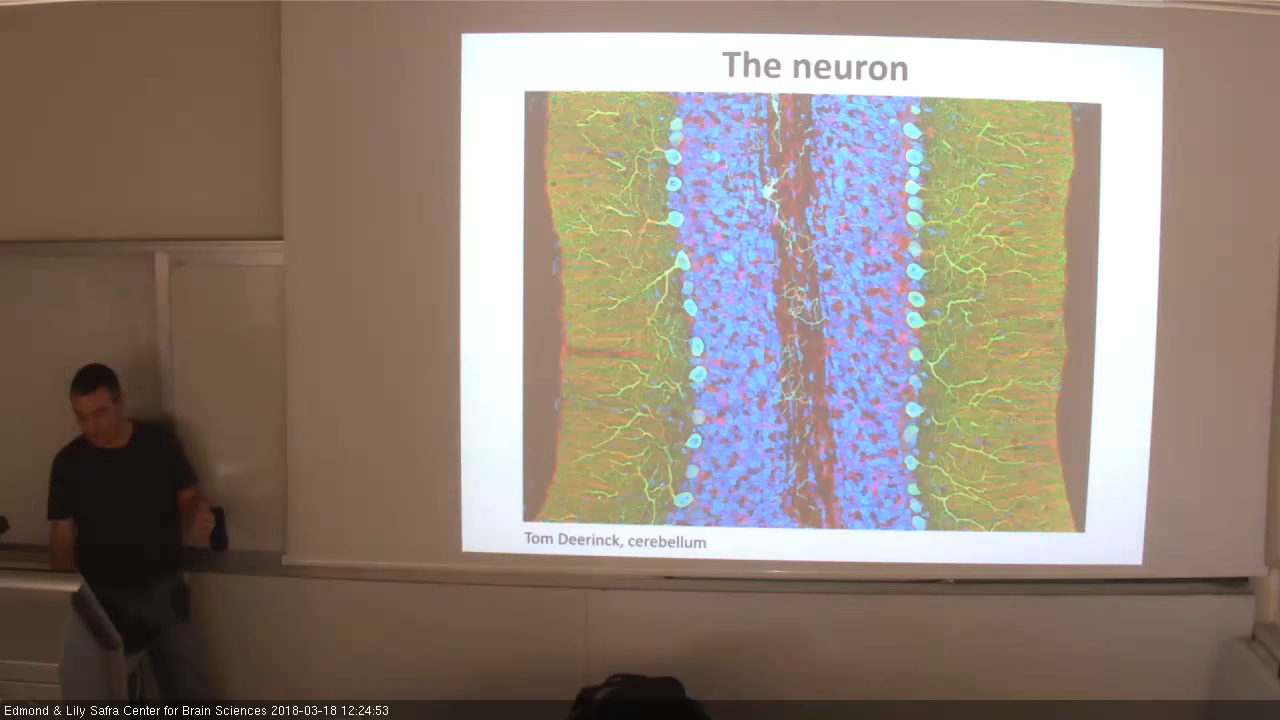 The neuron
Tom Deerinck, cerebellum
Edmond & Lily Safra Center for Brain Sciences 2018-03-18 12:24:53